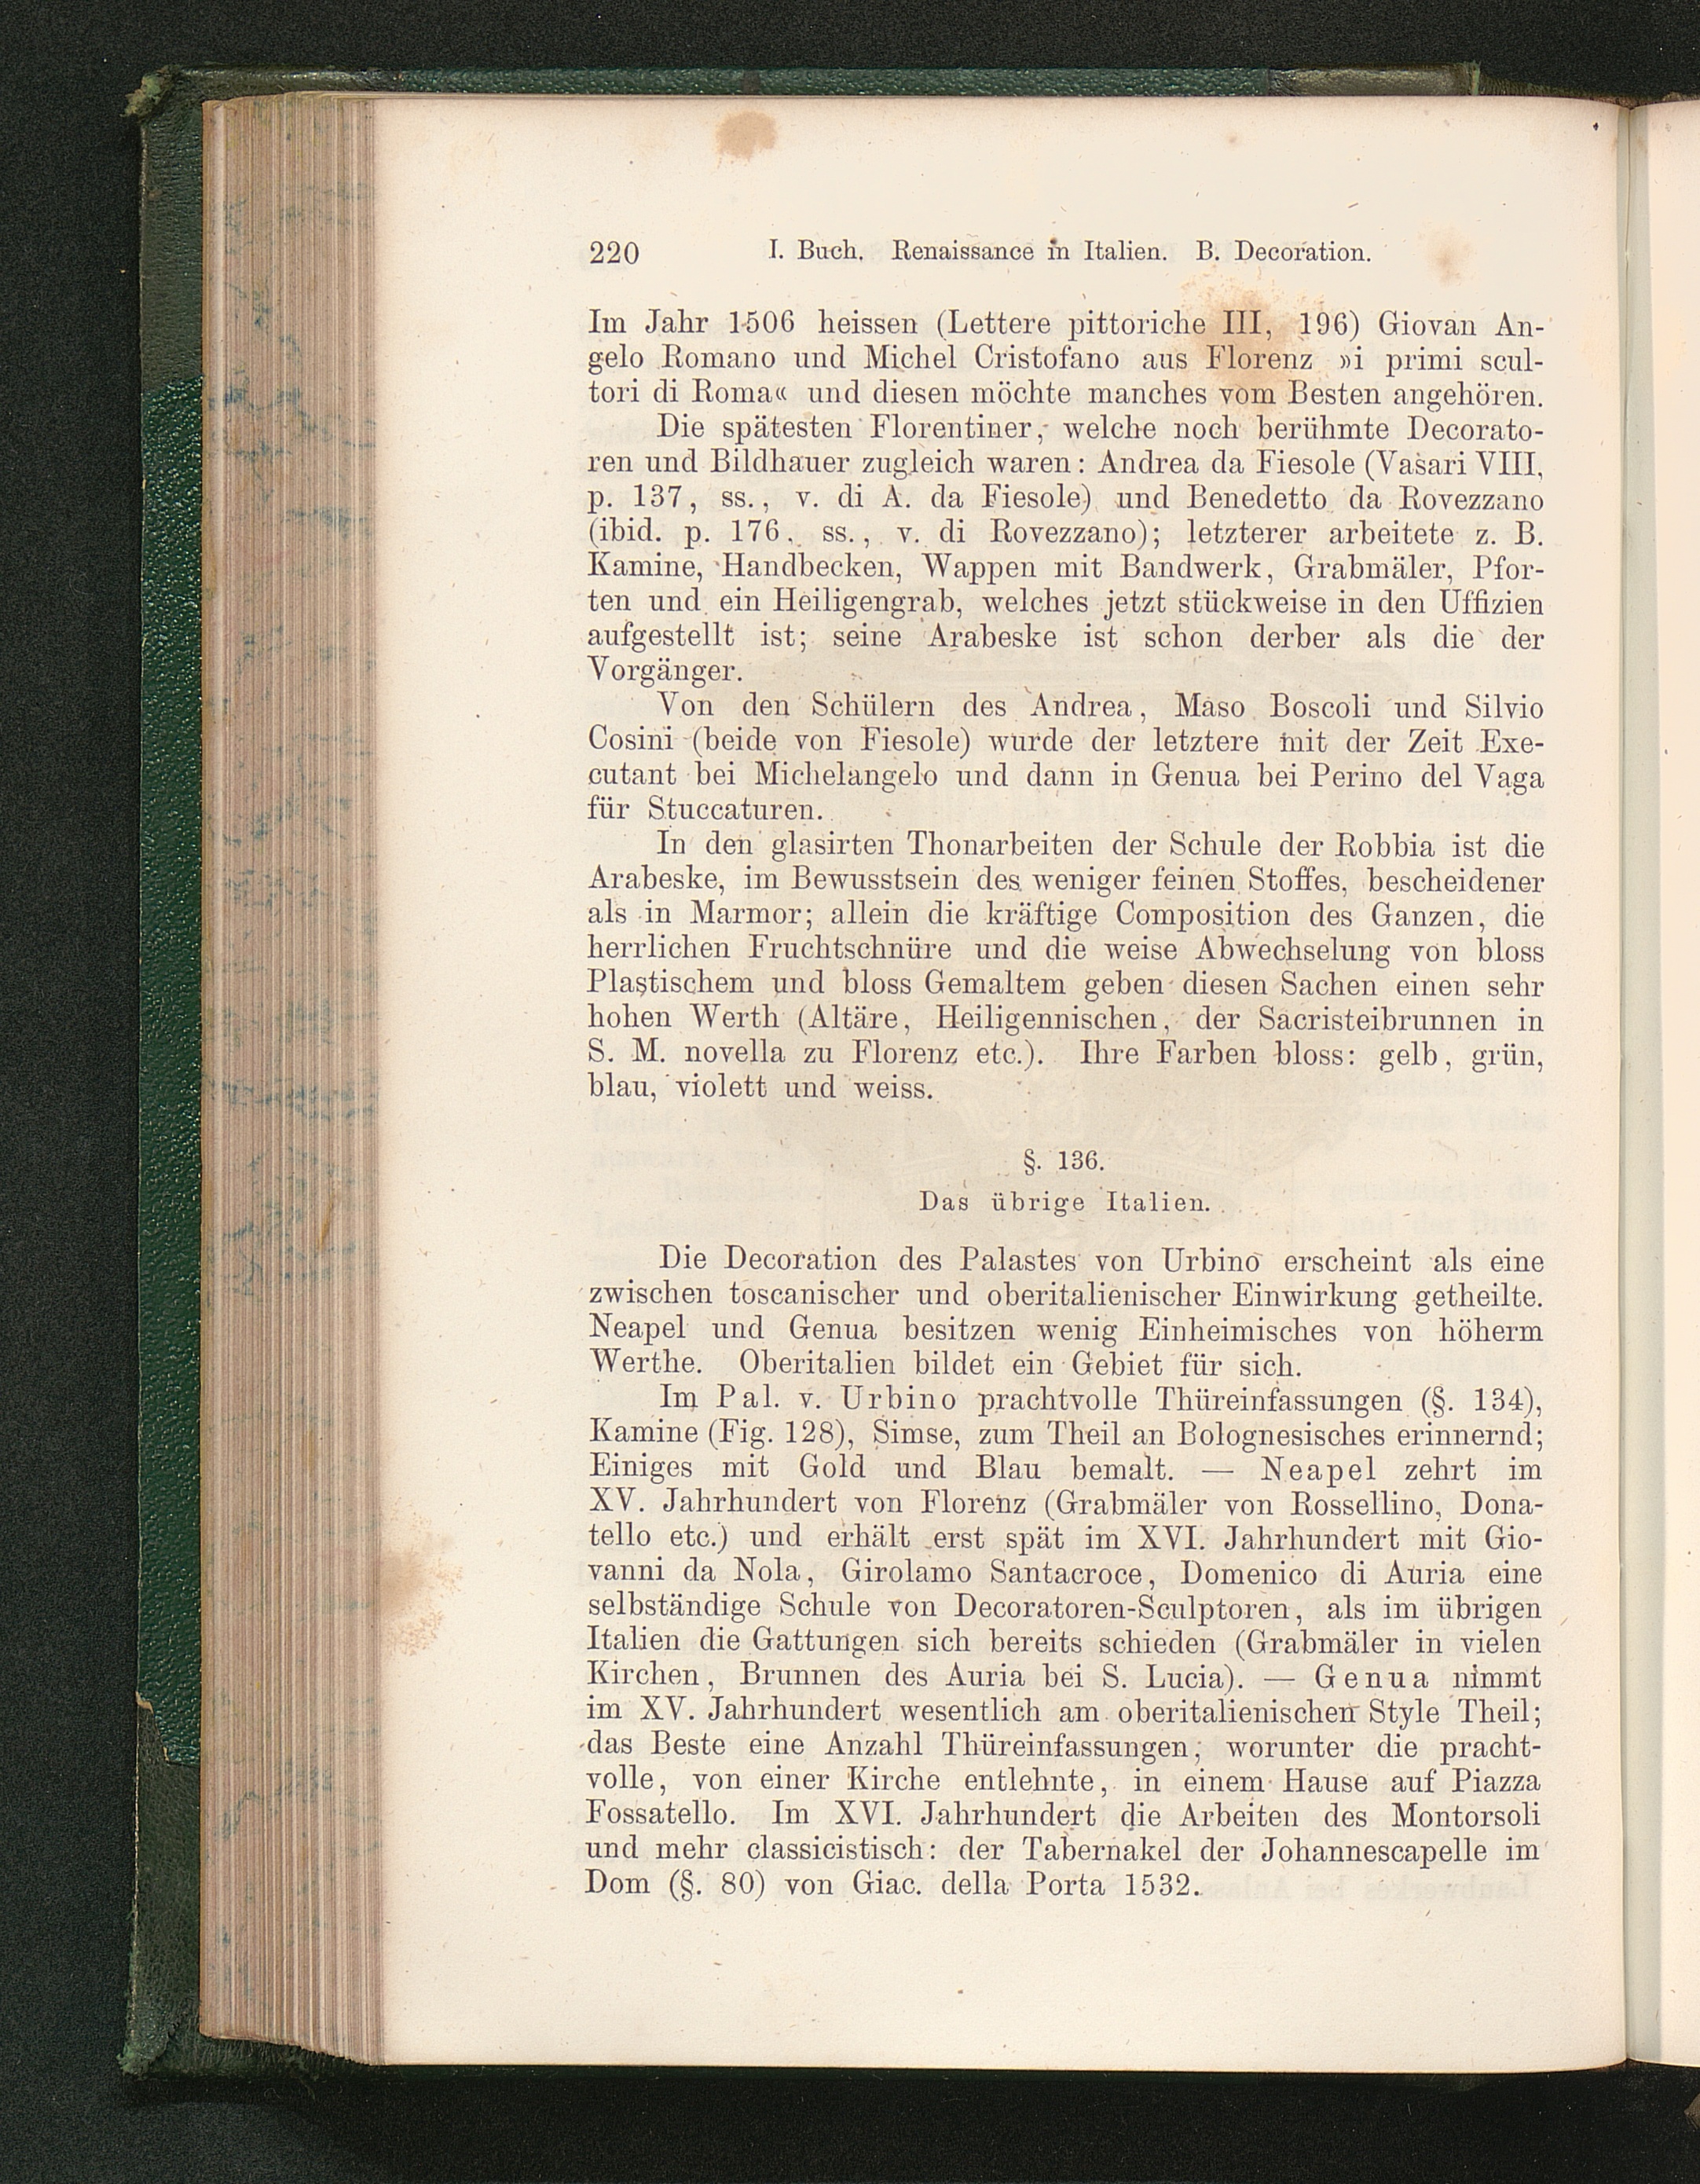 220 I. Buch. Renaissance in Italien. B. Decoration.
Im Jahr 1506 heissen (Lettere pittoriche III, 196) Giovan An-
gelo Romano und Michel Cristofano aus Florenz »i primi scul-
tori di Roma« und diesen möchte manches vom Besten angehören.
Die spätesten Florentiner, welche noch berühmte Decorato-
ren und Bildhauer zugleich waren: Andrea da Fiesole (Vasari VIII,
p. 137, ss., v. di A. da Fiesole) und Benedetto da Rovezzano
(ibid. p. 176. ss., v. di Rovezzano); letzterer arbeitete z. B.
Kamine, Handbecken, Wappen mit Bandwerk, Grabmäler, Pfor-
ten und ein Heiligengrab, welches jetzt stückweise in den Uffizien
aufgestellt ist; seine Arabeske ist schon derber als die der
Vorgänger.
Von den Schülern des Andrea, Maso Boscoli und Silvio
Cosini (beide von Fiesole) wurde der letztere mit der Zeit Exe-
cutant bei Michelangelo und dann in Genua bei Perino del Vaga
für Stuccaturen.
In den glasirten Thonarbeiten der Schule der Robbia ist die
Arabeske, im Bewusstsein des weniger feinen Stoffes, bescheidener
als in Marmor; allein die kräftige Composition des Ganzen, die
herrlichen Fruchtschnüre und die weise Abwechselung von bloss
Plastischem und bloss Gemaltem geben diesen Sachen einen sehr
hohen Werth (Altäre, Heiligennischen, der Sacristeibrunnen in
S. M. novella zu Florenz etc.). Ihre Farben bloss: gelb, grün,
blau, violett und weiss.
§. 136.
Das übrige Italien.
Die Decoration des Palastes von Urbino erscheint als eine
zwischen toscanischer und oberitalienischer Einwirkung getheilte.
Neapel und Genua besitzen wenig Einheimisches von höherm
Werthe. Oberitalien bildet ein Gebiet für sich.
Im Pal. v. Urbino prachtvolle Thüreinfassungen (§. 134),
Kamine (Fig. 128), Simse, zum Theil an Bolognesisches erinnernd;
Einiges mit Gold und Blau bemalt. — Neapel zehrt im
XV. Jahrhundert von Florenz (Grabmäler von Rossellino, Dona-
tello etc.) und erhält erst spät im XVI. Jahrhundert mit Gio-
vanni da Nola, Girolamo Santacroce, Domenico di Auria eine
selbständige Schule von Decoratoren-Sculptoren, als im übrigen
Italien die Gattungen sich bereits schieden (Grabmäler in vielen
Kirchen, Brunnen des Auria bei S. Lucia). — Genua nimmt
im XV. Jahrhundert wesentlich am oberitalienischen Style Theil;
das Beste eine Anzahl Thüreinfassungen, worunter die pracht-
volle, von einer Kirche entlehnte, in einem Hause auf Piazza
Fossatello. Im XVI. Jahrhundert die Arbeiten des Montorsoli
und mehr classicistisch: der Tabernakel der Johannescapelle im
Dom (§. 80) von Giac. della Porta 1532.